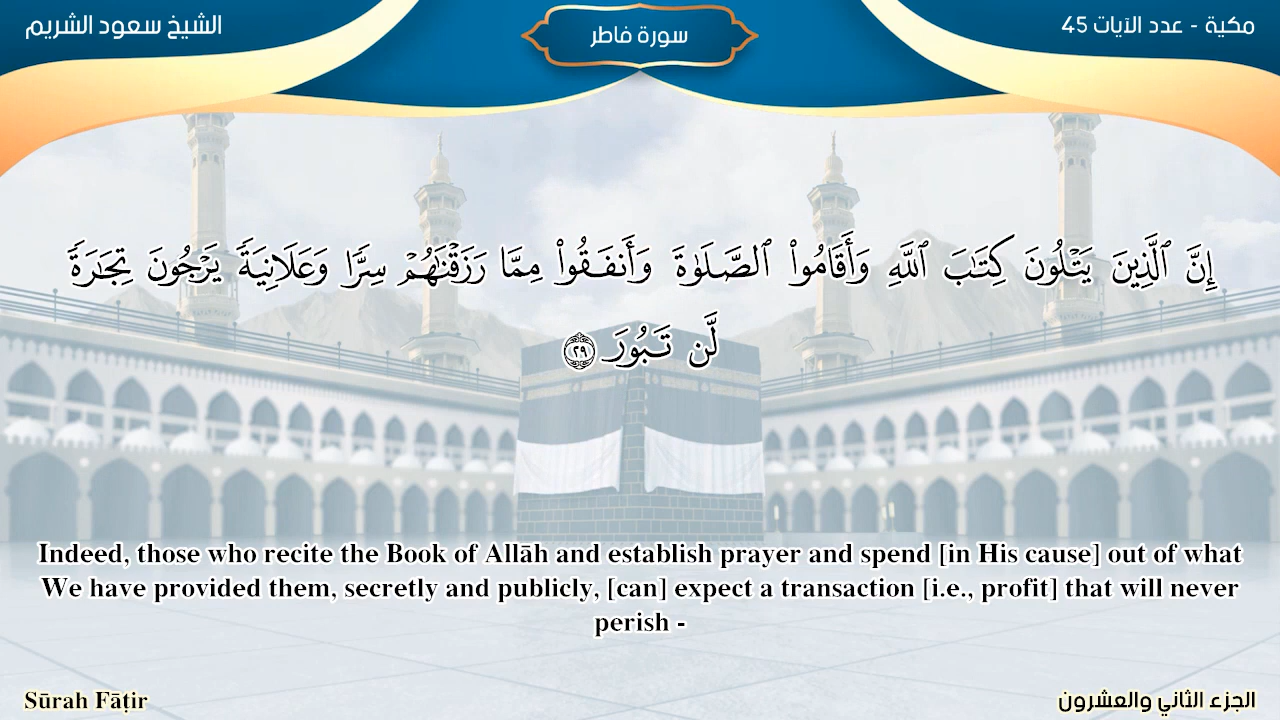 الشيخ سعود الشريم
سورة فاطر
مكية - عدد الآيات 45
إِنَّ ٱلَّذِينَ يَتْلُونَ كِتَٰبَ ٱللَّهِ وَأَقَامُوا۟ ٱلصَّلَوٰةَ وَأَنفَقُوا۟ مِمَّا رَزَقْنَٰهُمْ سِرًّا وَعَلَانِيَةً يَرْجُونَ تِجَٰرَةً
لَّن تَبُورَ ٢٩
Indeed, those who recite the Book of Allāh and establish prayer and spend [in His cause] out of what
We have provided them, secretly and publicly, [can] expect a transaction [i.e., profit] that will never
perish -
Sūrah Fāṭir
الجزء الثاني والعشرون